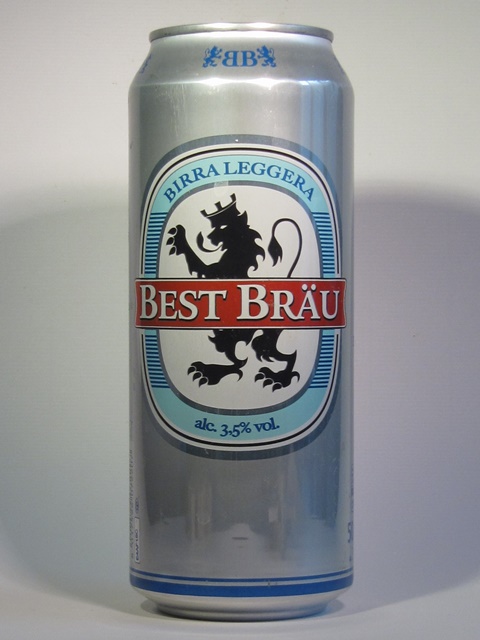 BB
BIRRA LEGGERA
BEST BRÄU
alc. 3,5% vol.